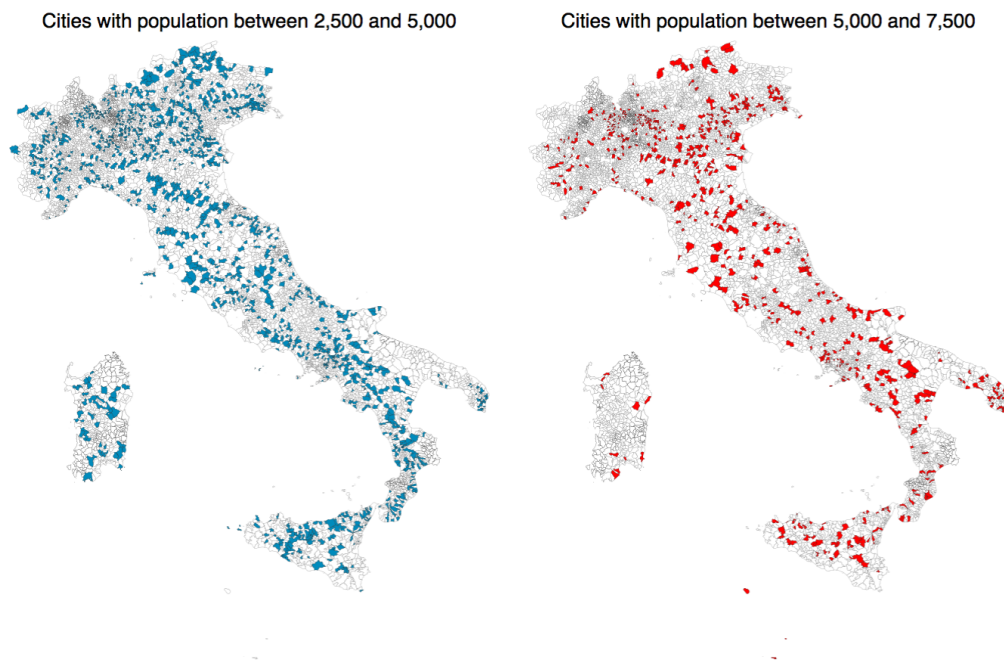 Cities with population between 2,500 and 5,000
Cities with population between 5,000 and 7,500